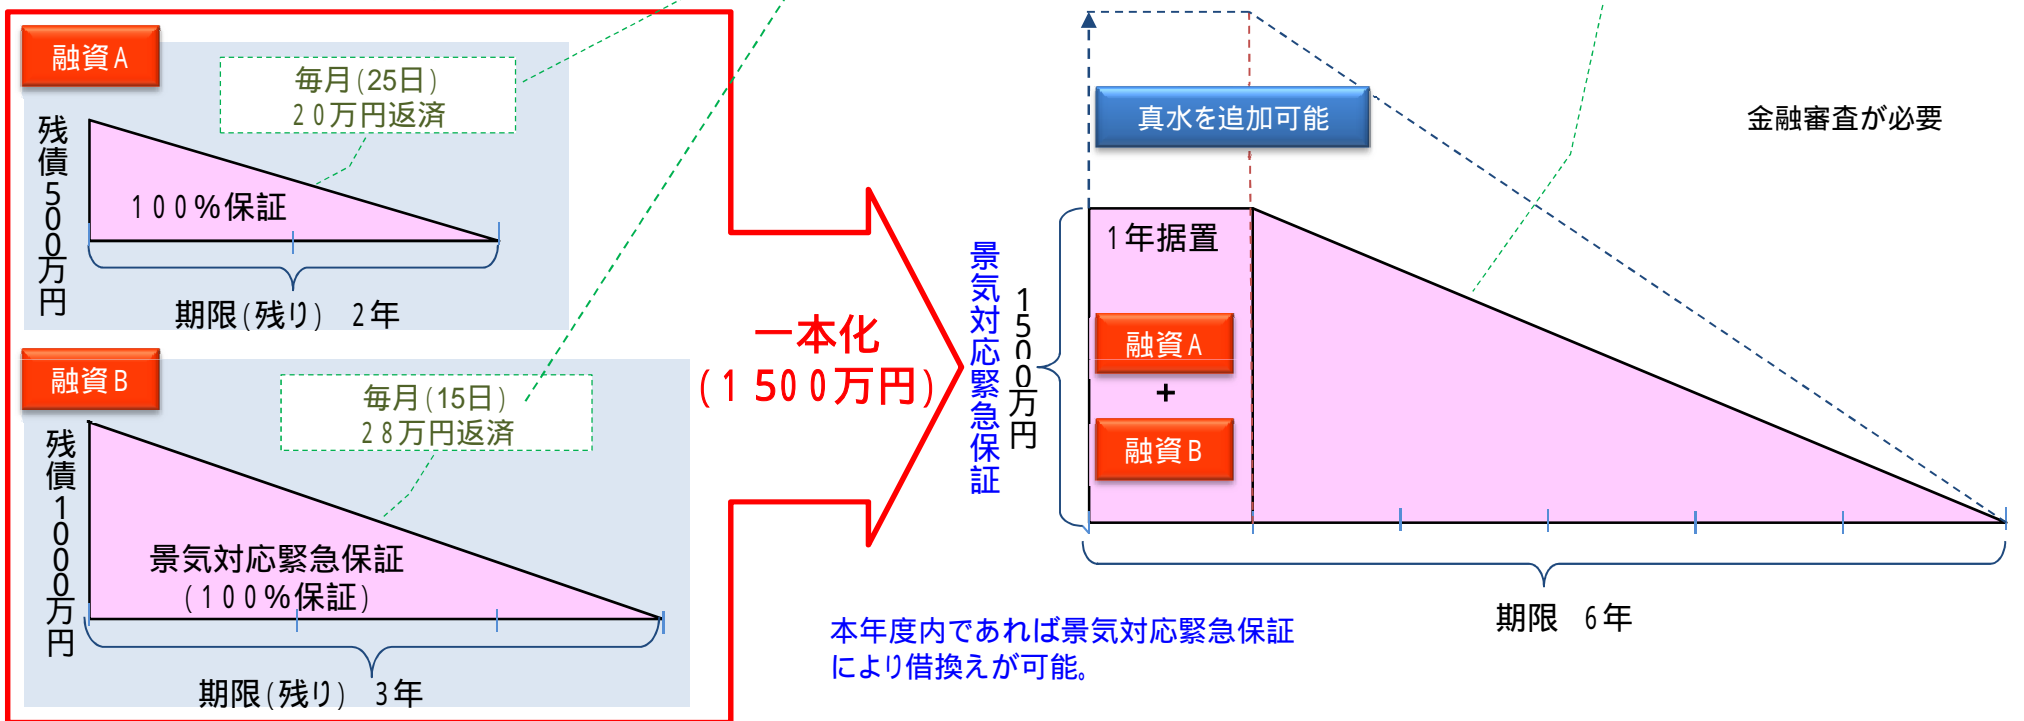 融資A
毎月(25日)
20万円返済
残債500万円
100%保証
期限(残り) 2年
融資B
毎月(15日)
28万円返済
残債1000万円
景気対応緊急保証
(100%保証)
期限(残り) 3年
一本化
(1500万円)
景気対応緊急保証
1500万円
真水を追加可能
金融審査が必要
1年据置
融資A
+
融資B
期限 6年
本年度内であれば景気対応緊急保証
により借換えが可能。